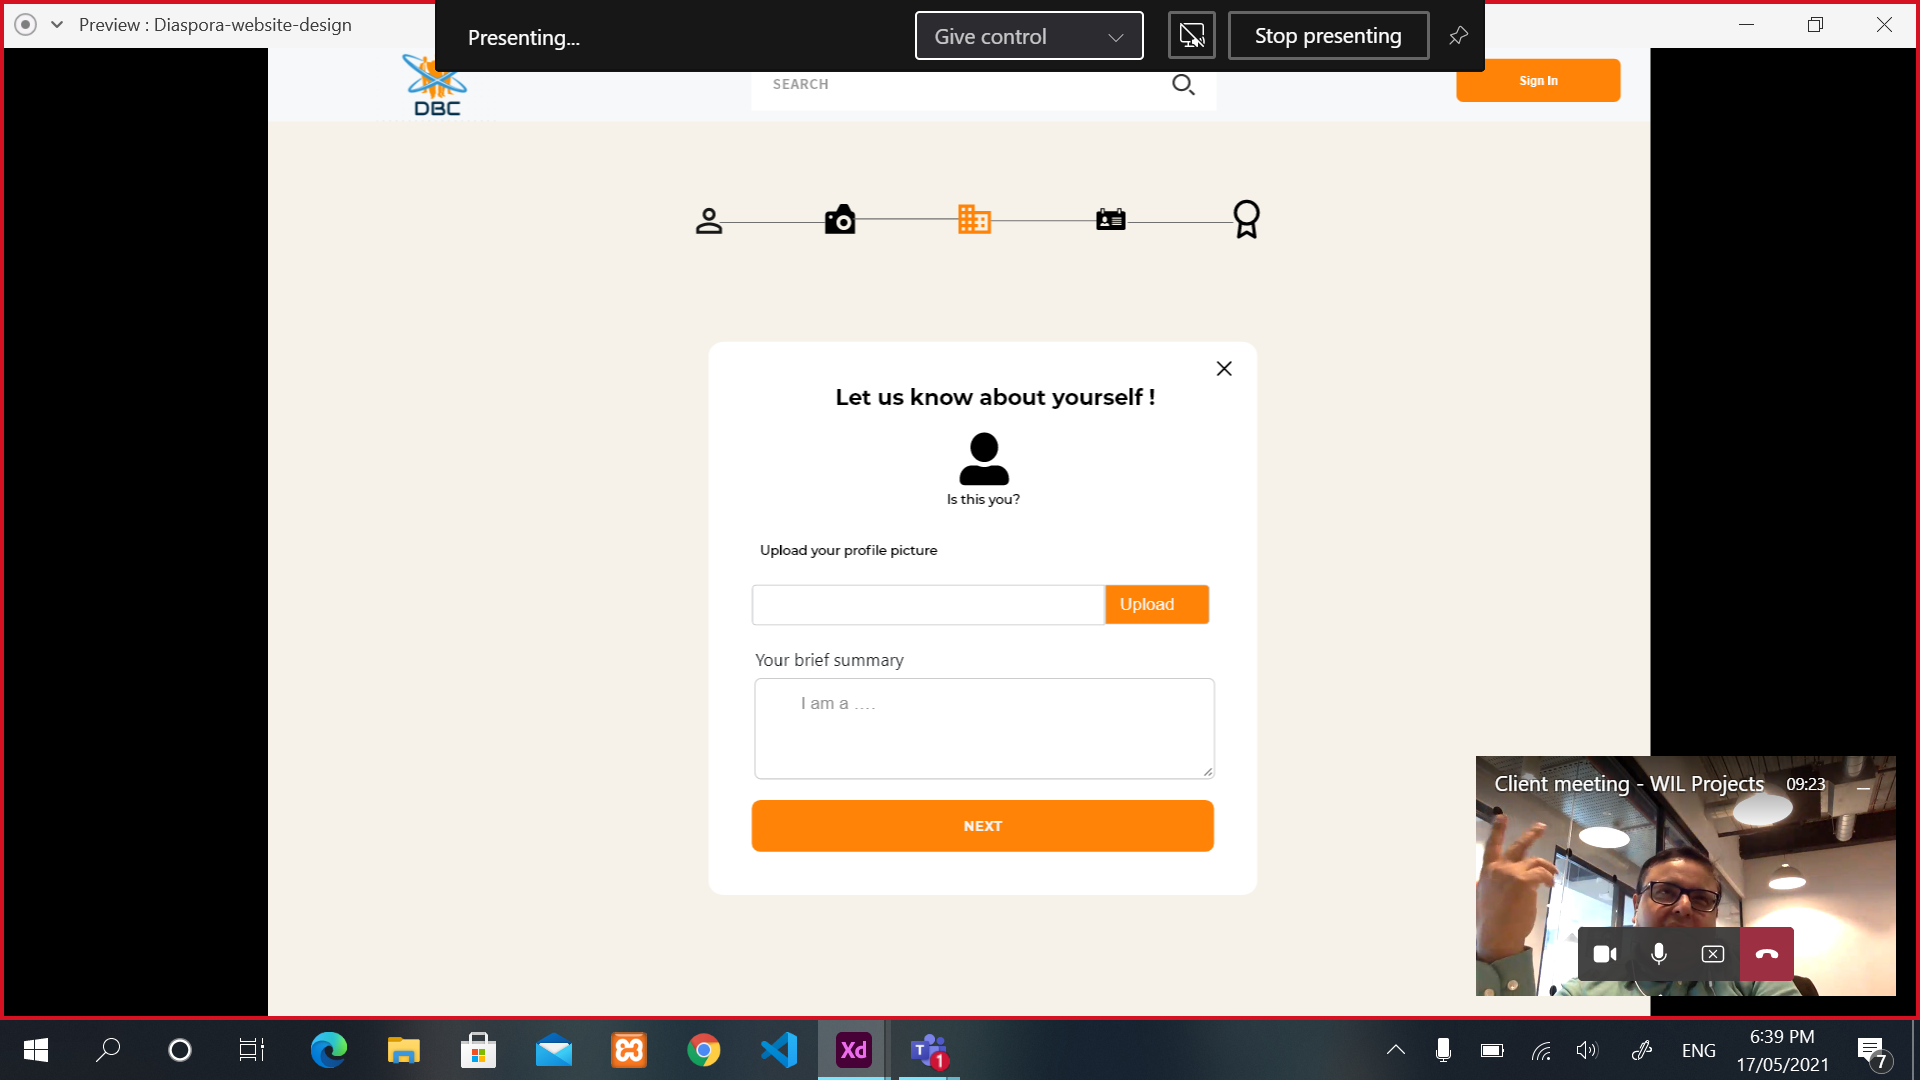 Preview : Diaspora-website-design
Presenting...
Give control
Stop presenting
DBC
SEARCH
Sign In
Let us know about yourself !
Is this you?
Upload your profile picture
Upload
Your brief summary
I am a ....
NEXT
Client meeting - WIL Projects 09:23
Xd
T
1
ENG
6:39 PM
17/05/2021
7